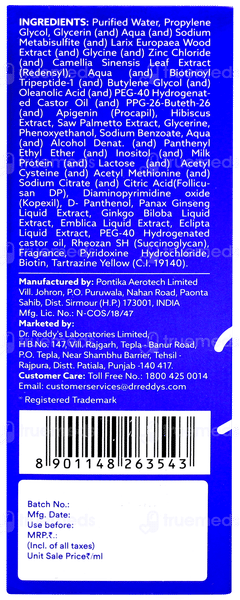 INGREDIENTS: Purified Water, Propylene
Glycol, Glycerin (and) Aqua (and) Sodium
Metabisulfite (and) Larix Europaea Wood
Extract (and) Glycine (and) Zinc Chloride
(and) Camellia Sinensis Leaf Extract
(Redensyl), Aqua (and) Biotinoyl
Tripeptide-1 (and) Butylene Glycol (and)
Oleanolic Acid (and) PEG-40 Hydrogenat-
ed Castor Oil (and) PPG-26-Buteth-26
(and) Apigenin (Procapil), Hibiscus
Extract, Saw Palmetto Extract, Glycerine,
Phenoxyethanol, Sodium Benzoate, Aqua
(and) Alcohol Denat. (and) Panthenyl
Ethyl Ether (and) Inositol (and) Milk
Protein (and) Lactose (and) Acetyl
Cysteine (and) Acetyl Methionine (and)
Sodium Citrate (and) Citric Acid(Follicu-
san DP), Diaminopyrimidine oxide
(Kopexil), D- Panthenol, Panax Ginseng
Liquid Extract, Ginkgo Biloba Liquid
Extract, Emblica Liquid Extract, Eclipta
Liquid Extract, PEG-40 Hydrogenated
castor oil, Rheozan SH (Succinoglycan),
Fragrance, Pyridoxine Hydrochloride,
Biotin, Tartrazine Yellow (C.I. 19140).
Manufactured by: Pontika Aerotech Limited
Vill. Johron, P.O. Puruwala, Nahan Road, Paonta
Sahib, Dist. Sirmour (H.P.) 173001, INDIA
Mfg. Lic. No.: N-COS/18/47
Marketed by:
Dr. Reddy's Laboratories Limited,
H B No. 147, Vill. Rajgarh, Tepla - Banur Road,
P.O. Tepla, Near Shambhu Barrier, Tehsil -
Rajpura, Distt. Patiala, Punjab -140 417.
Customer Care: Toll Free No.: 1800 425 0014
Email: customerservices@drreddys.com
® Registered Trademark
8 901148 263543
Batch No.:
Mfg. Date:
Use before:
MRP.₹.:
(Incl. of all taxes)
Unit Sale Price₹/ml
truemeds